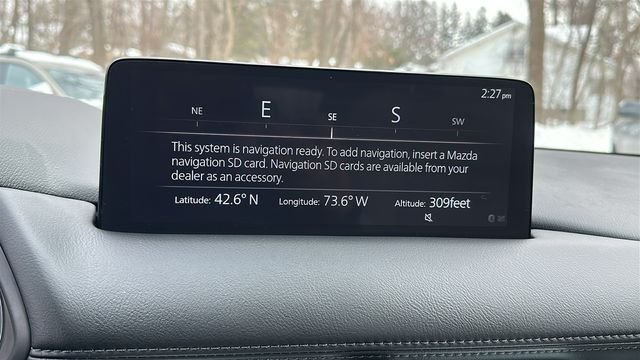 2:27 pm
NE E SE S SW
This system is navigation ready. To add navigation, insert a Mazda
navigation SD card. Navigation SD cards are available from your
dealer as an accessory.
Latitude: 42.6° N Longitude: 73.6° W Altitude: 309feet